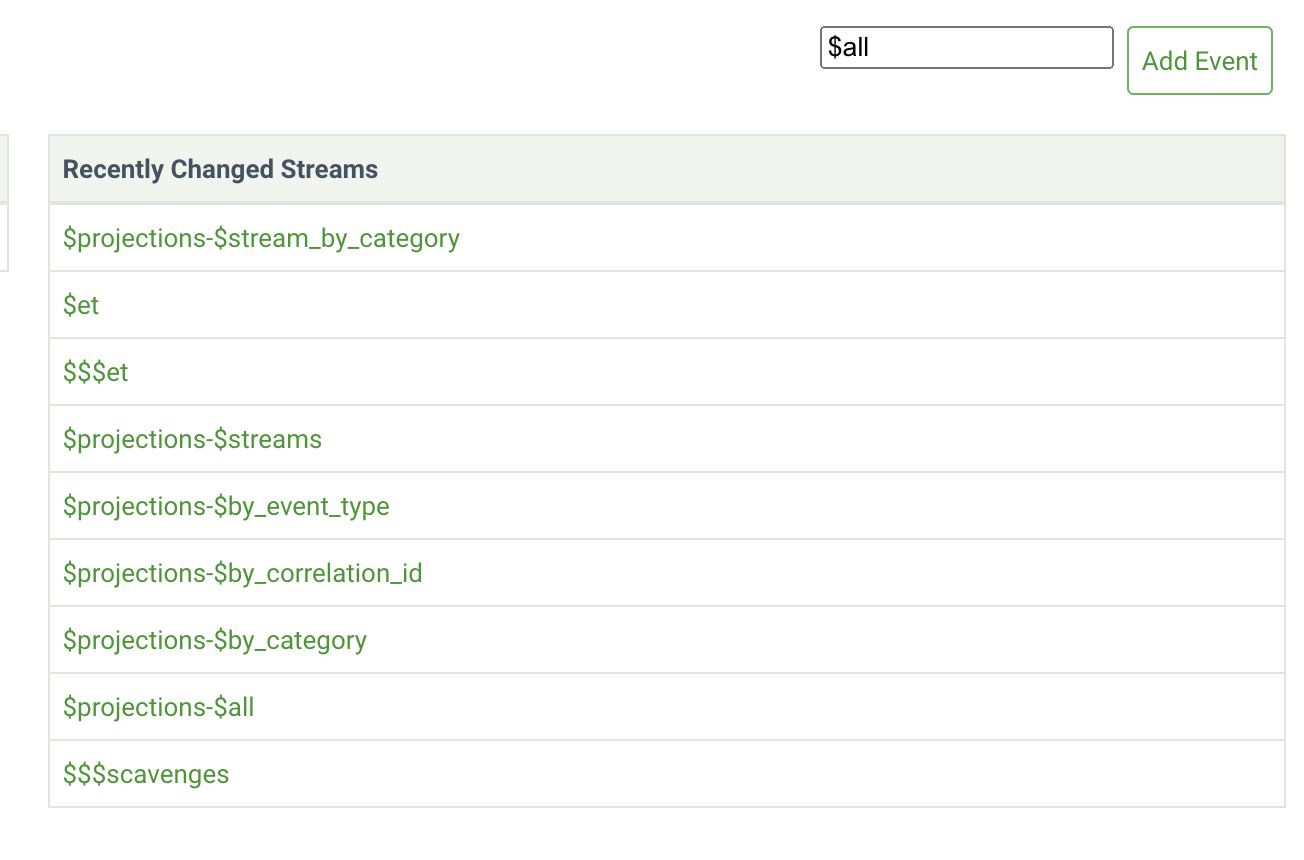 $all
Add Event
Recently Changed Streams
$projections-$stream_by_category
$et
$$$et
$projections-$streams
$projections-$by_event_type
$projections-$by_correlation_id
$projections-$by_category
$projections-$all
$$$scavenges